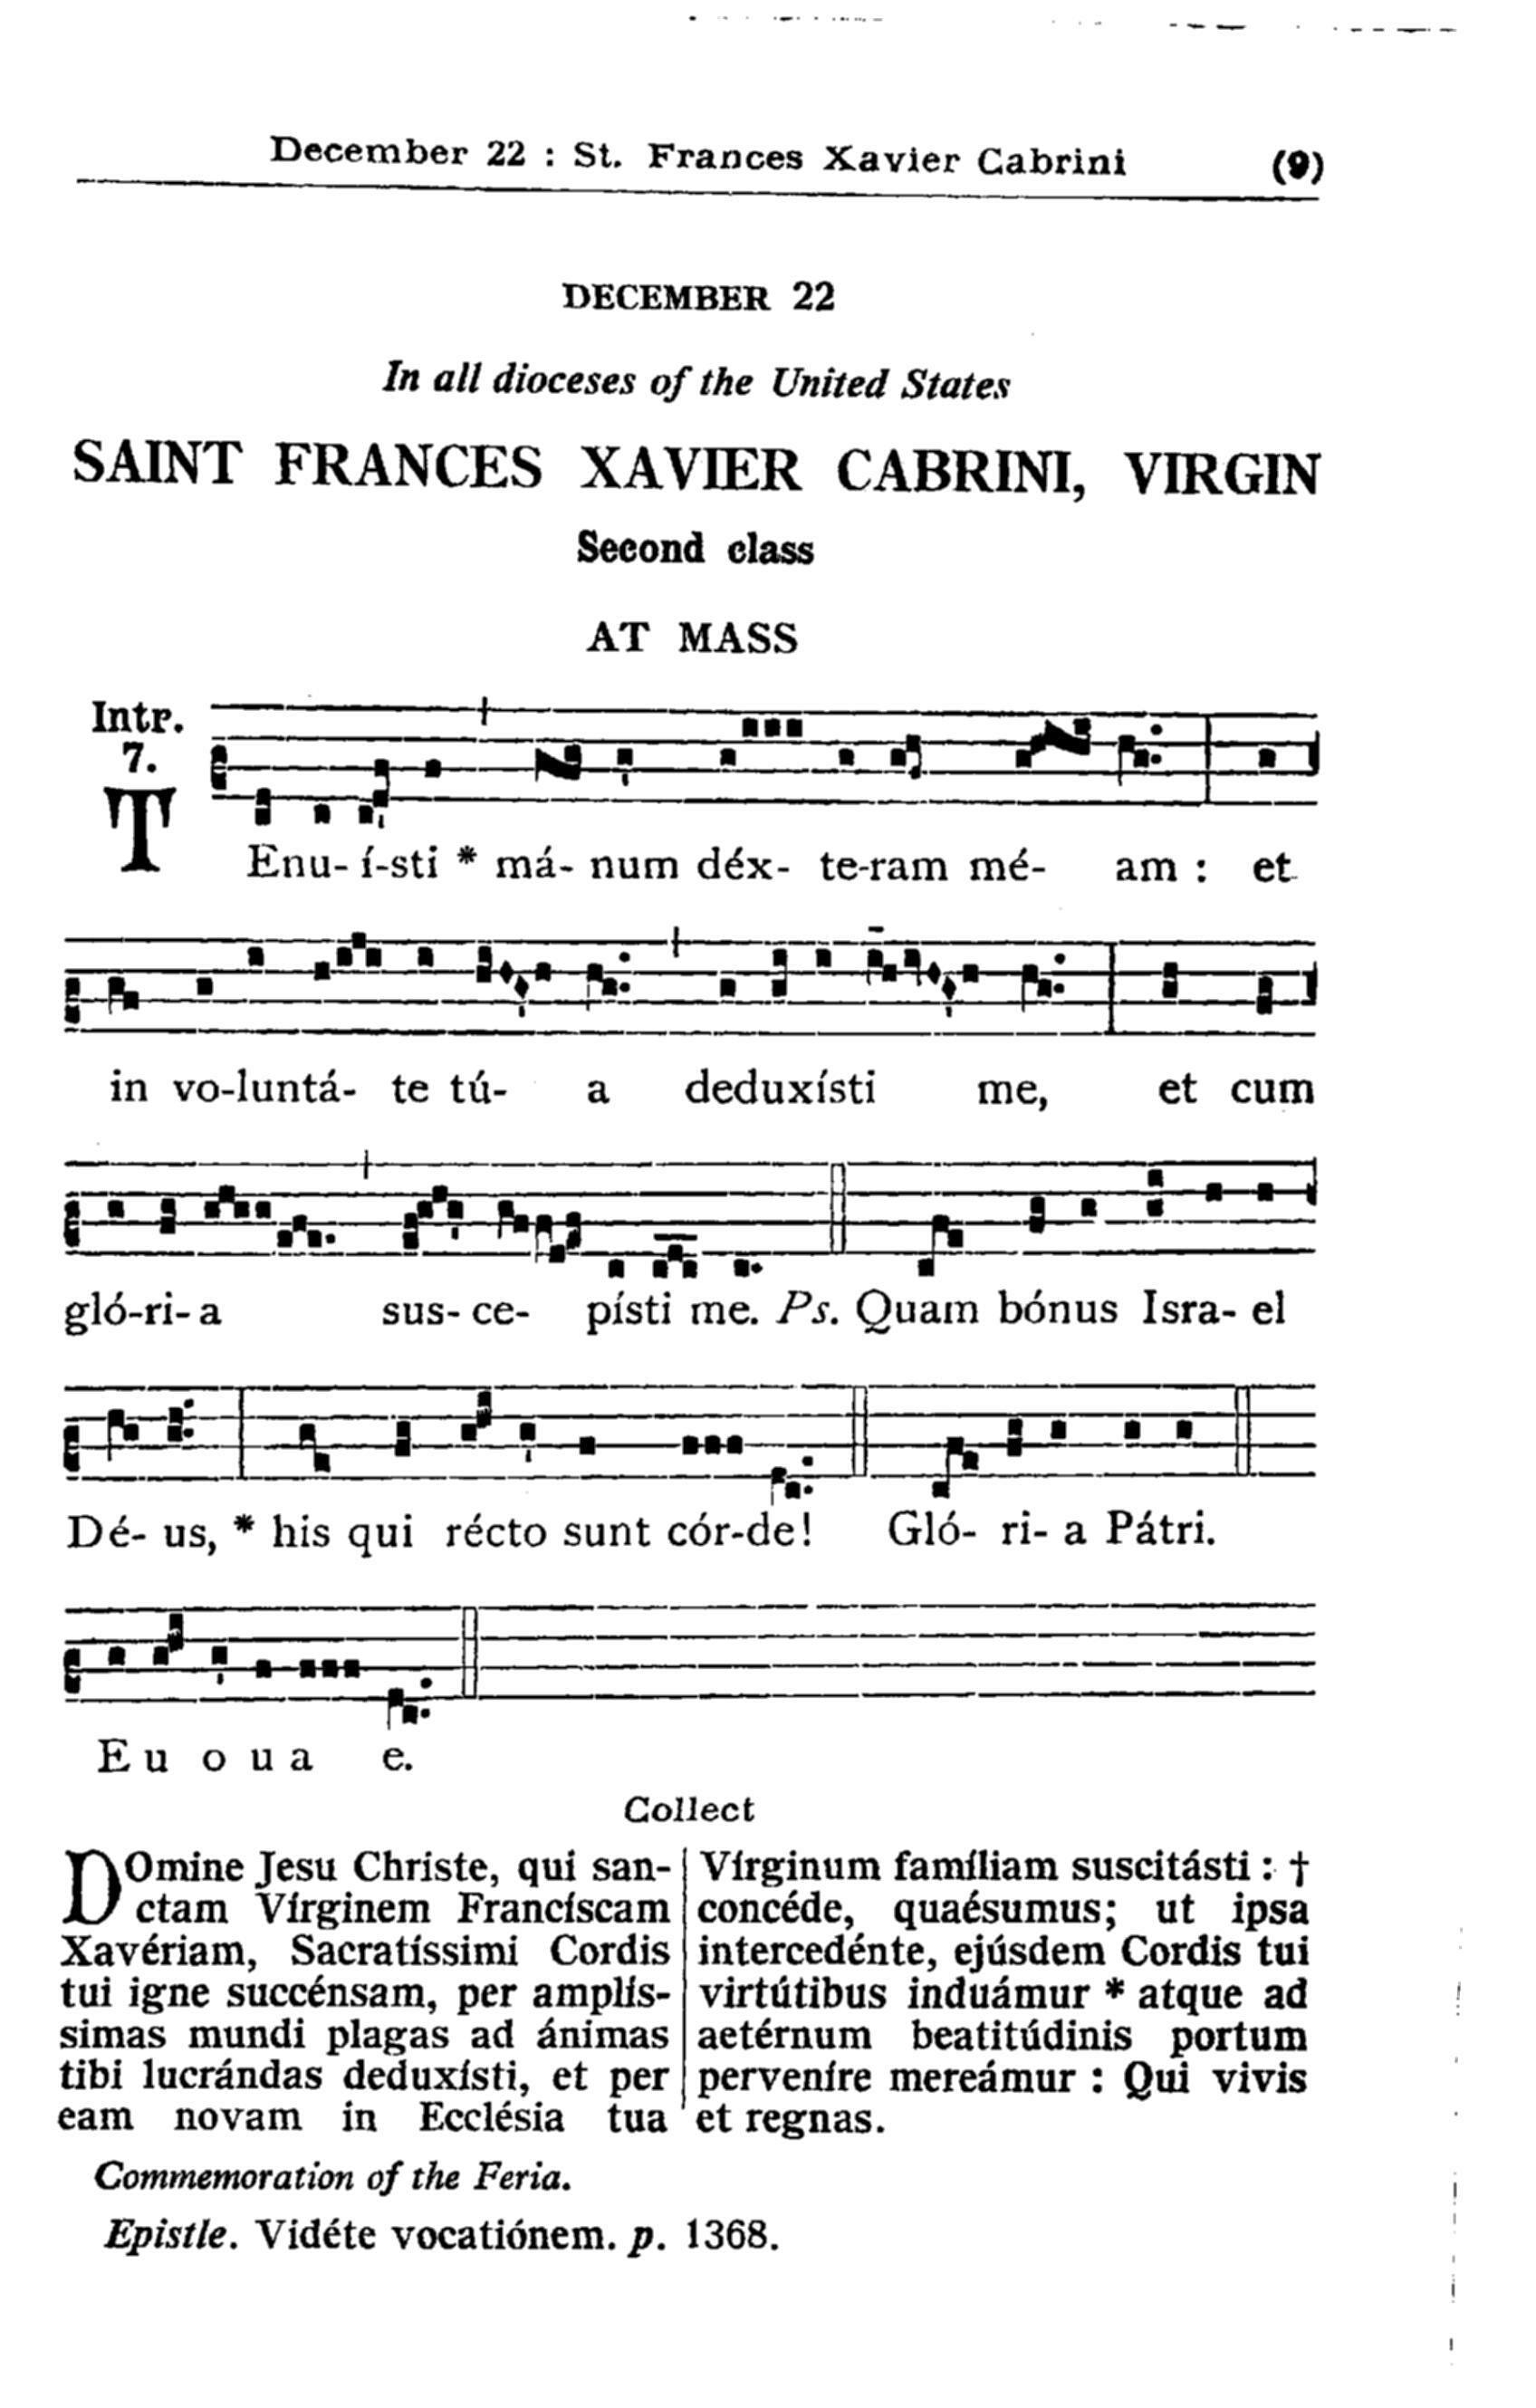 December 22 : St. Frances Xavier Cabrini (9)
DECEMBER 22
In all dioceses of the United States
SAINT FRANCES XAVIER CABRINI, VIRGIN
Second class
AT MASS
Intr.
7.
TEnu- í-sti * má- num déx- te-ram mé- am : et
in vo-luntá- te tú- a deduxísti me, et cum
gló-ri- a sus- ce- písti me. Ps. Quam bónus Isra- el
Dé- us, * his qui récto sunt cór-de! Gló- ri- a Pátri.
E u o u a e.
Collect
DOmine Jesu Christe, qui san-
ctam Vírginem Francíscam
Xavériam, Sacratíssimi Cordis
tui igne succénsam, per amplís-
simas mundi plagas ad ánimas
tibi lucrándas deduxísti, et per
eam novam in Ecclésia tua
Vírginum famíliam suscitásti : †
concéde, quaésumus; ut ipsa
intercedénte, ejúsdem Cordis tui
virtútibus induámur * atque ad
aetérnum beatitúdinis portum
perveníre mereámur : Qui vivis
et regnas.
Commemoration of the Feria.
Epistle. Vidéte vocatiónem. p. 1368.